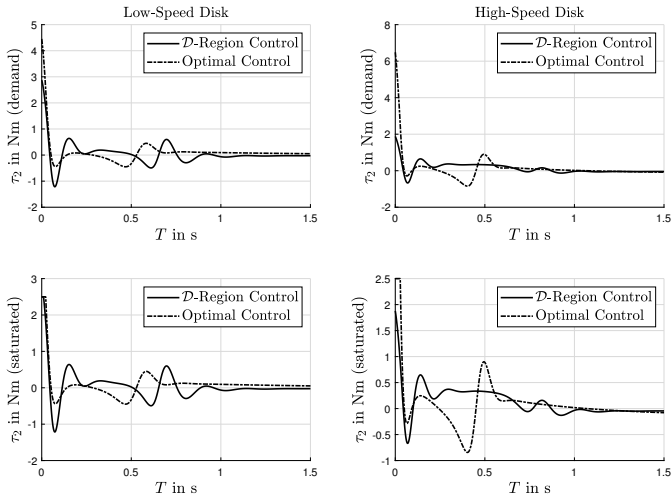 Low-Speed Disk
High-Speed Disk
5
4
3
2
1
0
-1
-2
τ2 in Nm (demand)
𝒟-Region Control
Optimal Control
0
0.5
1
1.5
T in s
8
6
4
2
0
-2
τ2 in Nm (demand)
𝒟-Region Control
Optimal Control
0
0.5
1
1.5
T in s
3
2
1
0
-1
-2
τ2 in Nm (saturated)
𝒟-Region Control
Optimal Control
0
0.5
1
1.5
T in s
2.5
2
1.5
1
0.5
0
-0.5
-1
τ2 in Nm (saturated)
𝒟-Region Control
Optimal Control
0
0.5
1
1.5
T in s